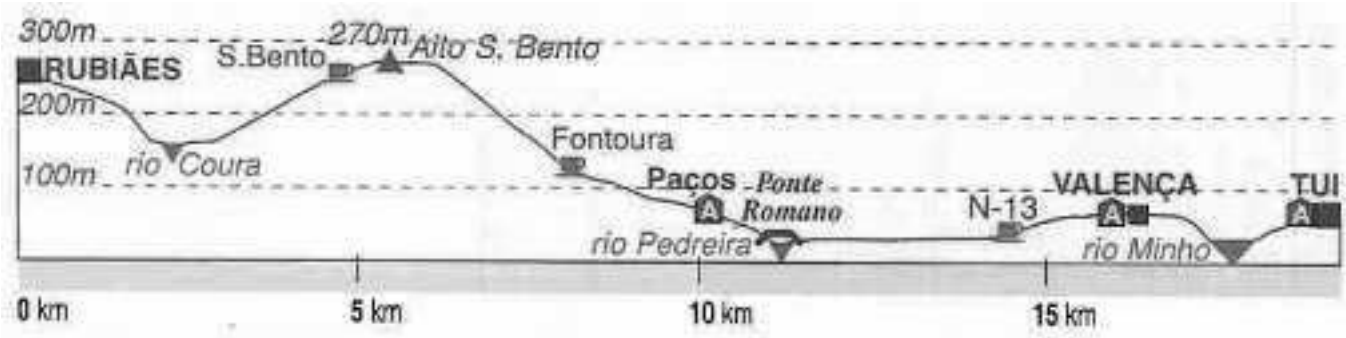 300m
270m Alto S. Bento
S.Bento
RUBIÃES
200m
rio Coura
Fontoura
100m
Paços
Ponte
Romano
A
rio Pedreira
N-13
VALENÇA
A
rio Minho
TUI
A
0 km
5 km
10 km
15 km